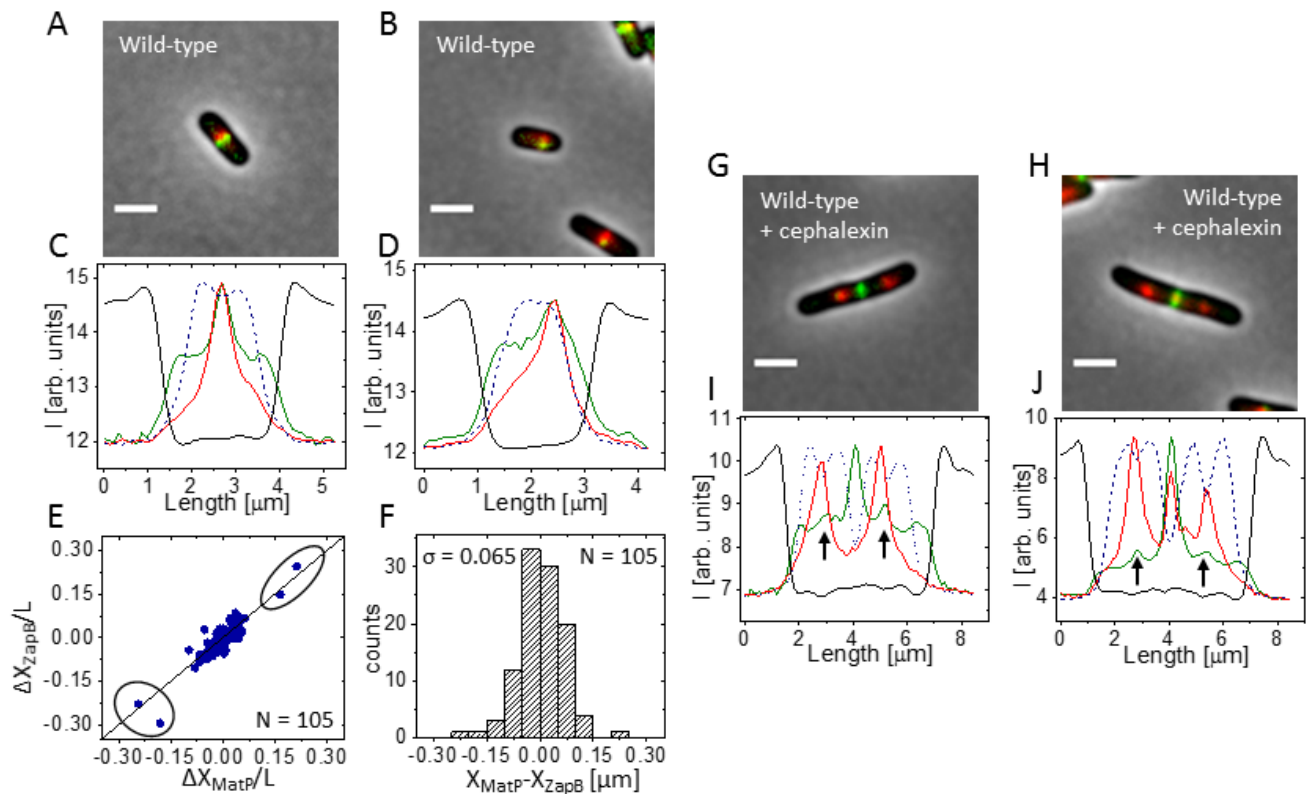 A
Wild-type
B
Wild-type
C
I [arb. units]
15
14
13
12
0 1 2 3 4 5
Length [µm]
D
15
14
13
12
0 1 2 3 4
Length [µm]
E
ΔX_ZapB/L
0.30
0.15
0.00
-0.15
-0.30
N = 105
-0.30 -0.15 0.00 0.15 0.30
ΔX_MatP/L
F
counts
30
15
0
σ = 0.065
N = 105
-0.30 -0.15 0.00 0.15 0.30
X_MatP-X_ZapB [µm]
G
Wild-type
+ cephalexin
H
Wild-type
+ cephalexin
I
I [arb. units]
11
10
9
8
7
0 2 4 6 8
Length [µm]
J
I [arb. units]
10
8
6
4
0 2 4 6 8
Length [µm]